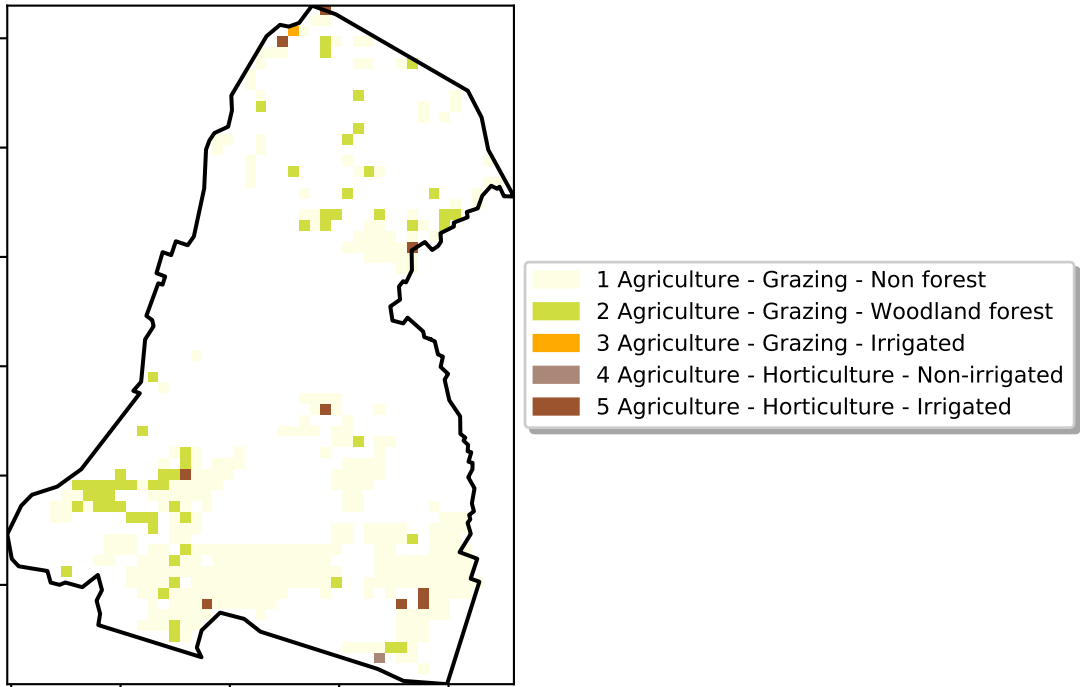 1 Agriculture - Grazing - Non forest
2 Agriculture - Grazing - Woodland forest
3 Agriculture - Grazing - Irrigated
4 Agriculture - Horticulture - Non-irrigated
5 Agriculture - Horticulture - Irrigated